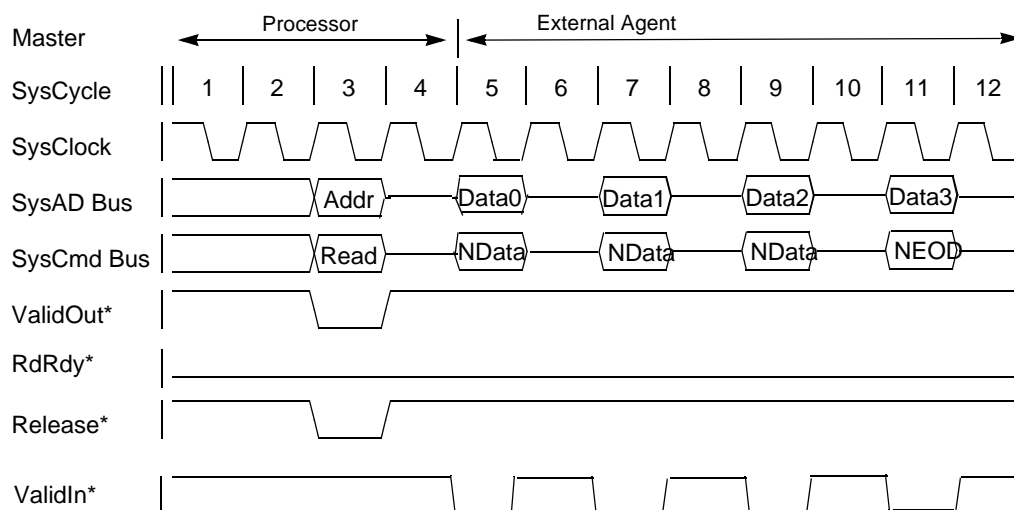 Master Processor External Agent
SysCycle 1 2 3 4 5 6 7 8 9 10 11 12
SysClock
SysAD Bus Addr Data0 Data1 Data2 Data3
SysCmd Bus Read NData NData NData NEOD
ValidOut*
RdRdy*
Release*
ValidIn*